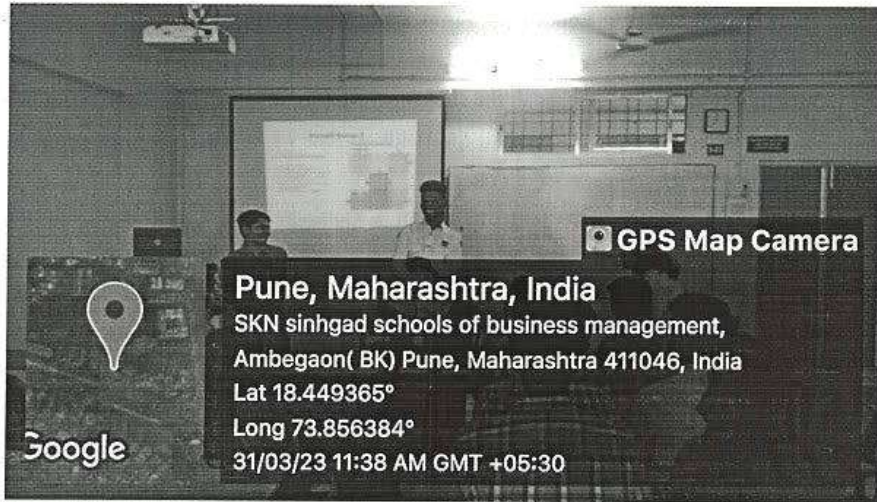 GPS Map Camera
Pune, Maharashtra, India
SKN sinhgad schools of business management,
Ambegaon( BK) Pune, Maharashtra 411046, India
Lat 18.449365°
Long 73.856384°
31/03/23 11:38 AM GMT +05:30
Google